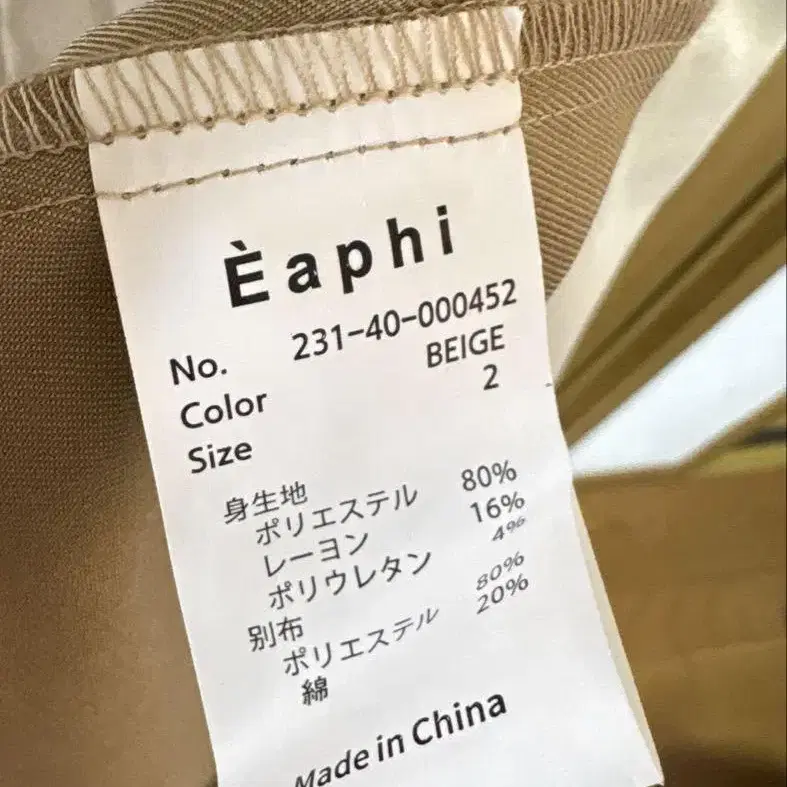 Èaphi
No. 231-40-000452
Color BEIGE
Size 2
身生地
ポリエステル 80%
レーヨン 16%
ポリウレタン 4%
別布
ポリエステル 80%
綿 20%
Made in China